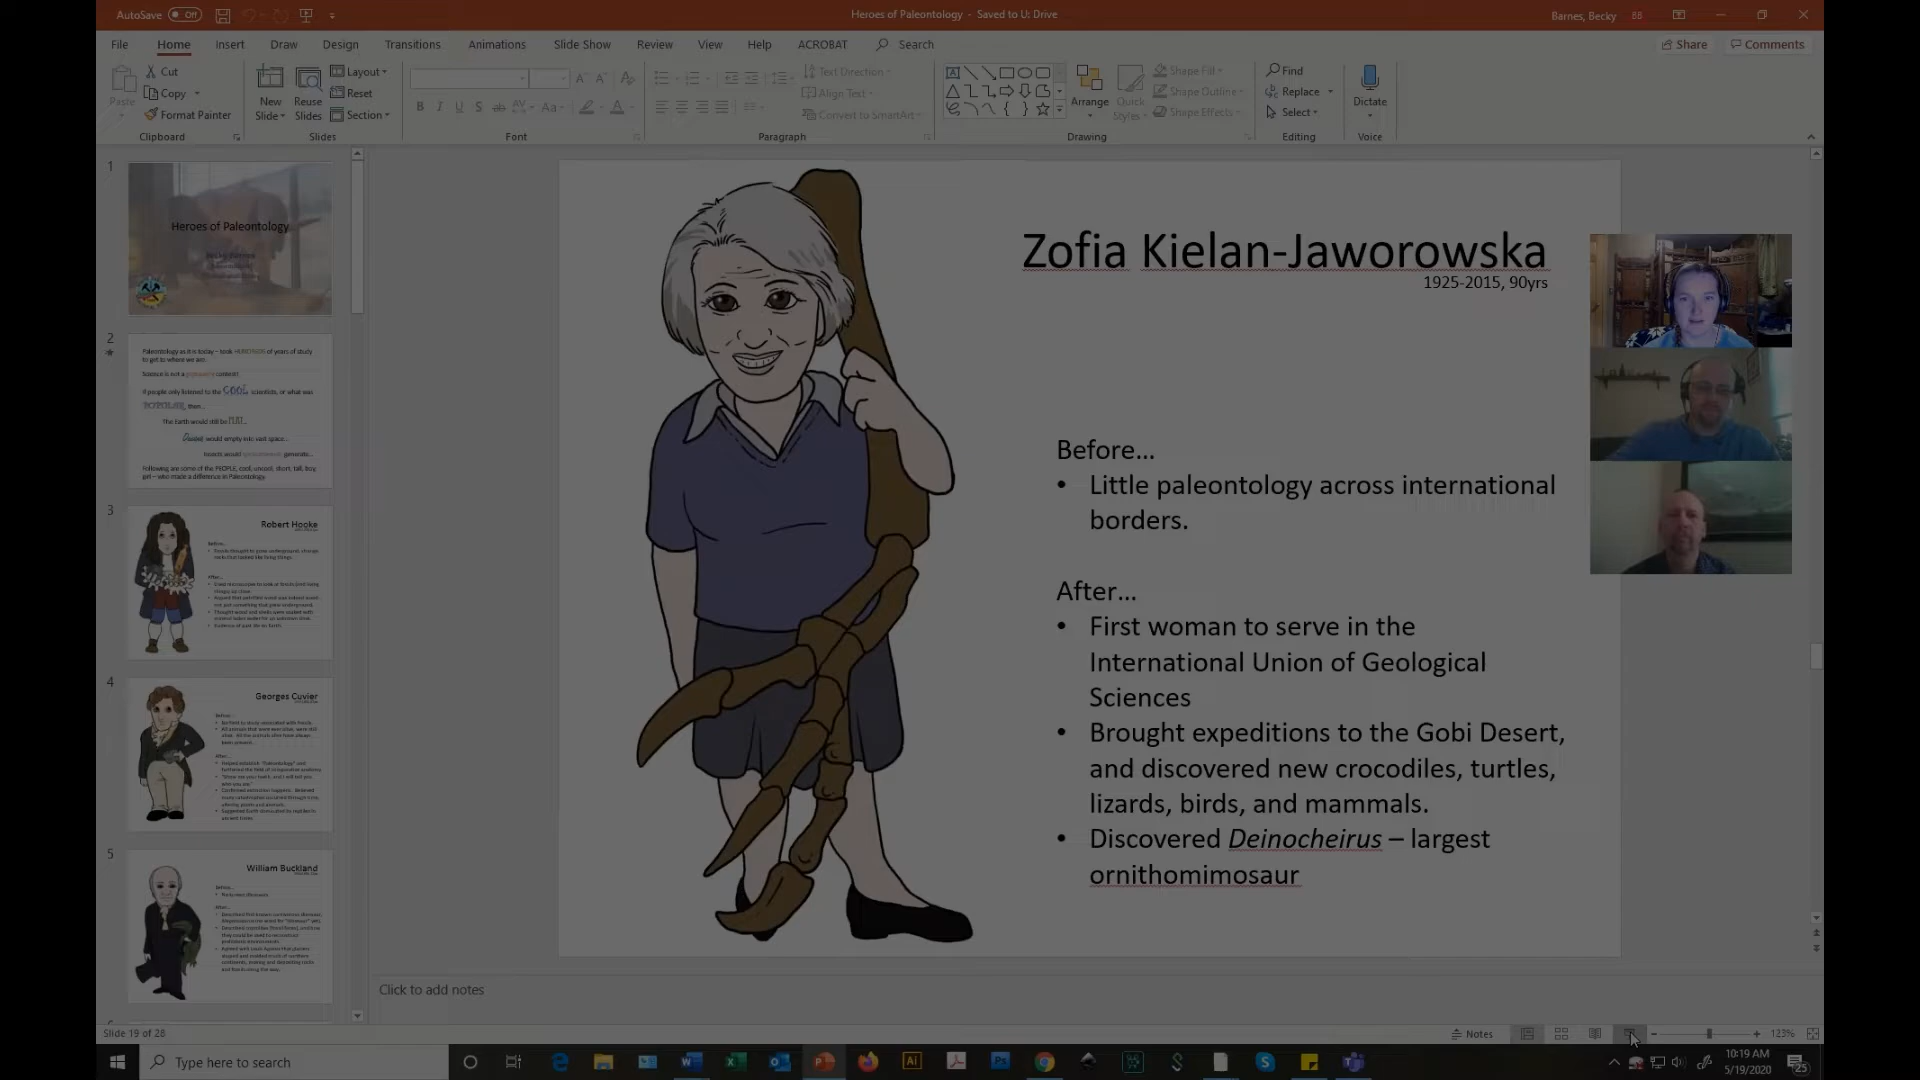 AutoSave Off
Heroes of Paleontology - Saved to U: Drive
Barnes, Becky BB
File Home Insert Draw Design Transitions Animations Slide Show Review View Help ACROBAT Search
Share Comments
Paste
Cut
Copy
Format Painter
Clipboard
New Slide
Reuse Slides
Layout
Reset
Section
Slides
Font
Text Direction
Align Text
Convert to SmartArt
Paragraph
Arrange
Quick Styles
Shape Fill
Shape Outline
Shape Effects
Drawing
Find
Replace
Select
Editing
Dictate
Voice
1
Heroes of Paleontology
2
3
Robert Hooke
4
Georges Cuvier
5
William Buckland
Zofia Kielan-Jaworowska
1925-2015, 90yrs
Before...
• Little paleontology across international
borders.
After...
• First woman to serve in the
International Union of Geological
Sciences
• Brought expeditions to the Gobi Desert,
and discovered new crocodiles, turtles,
lizards, birds, and mammals.
• Discovered Deinocheirus – largest
ornithomimosaur
Click to add notes
Slide 19 of 28
Notes
123%
Type here to search
10:19 AM
5/19/2020
25